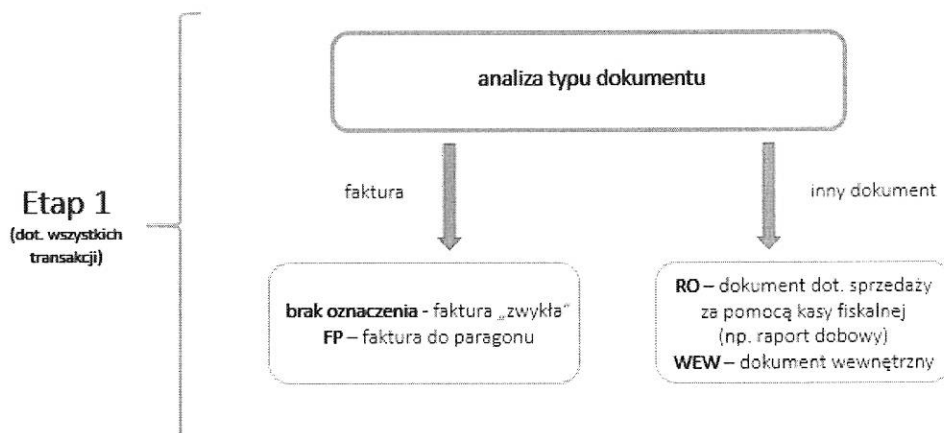 analiza typu dokumentu
faktura
inny dokument
Etap 1
(dot. wszystkich
transakcji)
brak oznaczenia - faktura „zwykła"
FP – faktura do paragonu
RO – dokument dot. sprzedaży
za pomocą kasy fiskalnej
(np. raport dobowy)
WEW – dokument wewnętrzny